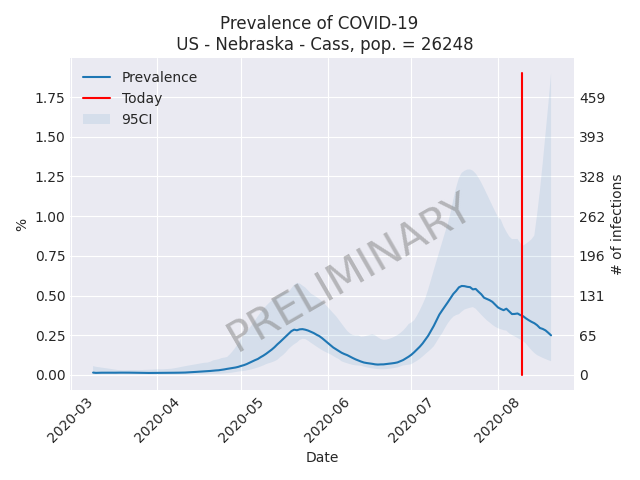 Prevalence of COVID-19
US - Nebraska - Cass, pop. = 26248
Prevalence
Today
95CI
PRELIMINARY
%
1.75
1.50
1.25
1.00
0.75
0.50
0.25
0.00
459
393
328
262
196
131
65
0
# of infections
2020-03
2020-04
2020-05
2020-06
2020-07
2020-08
Date